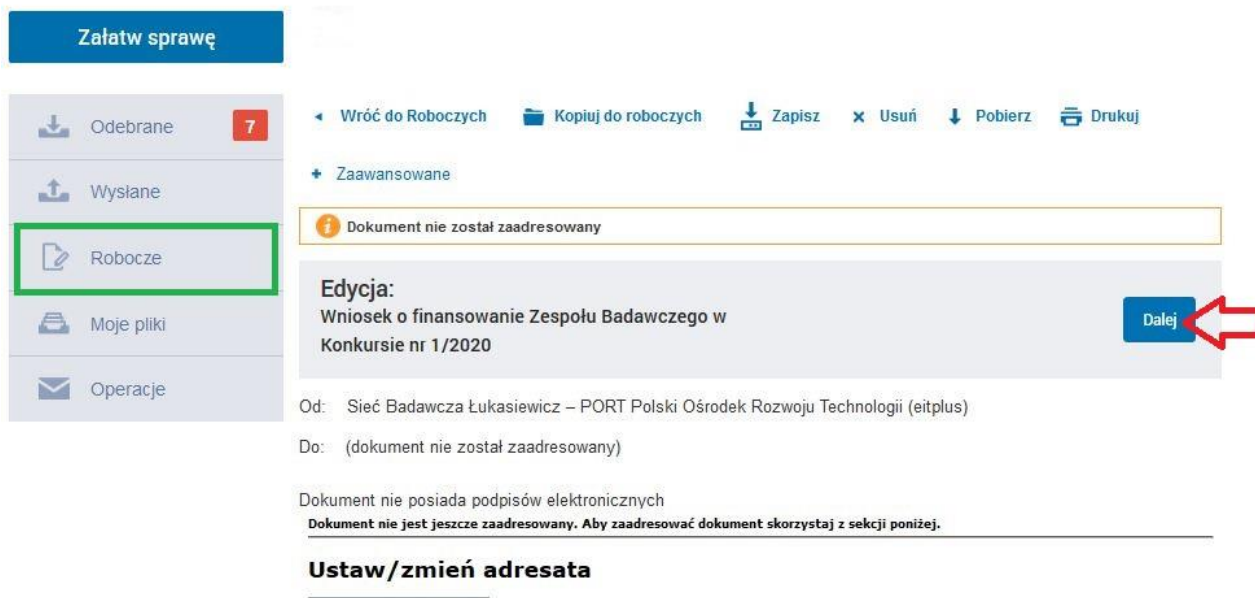 Załatw sprawę
Odebrane 7
Wysłane
Robocze
Moje pliki
Operacje
Wróć do Roboczych Kopiuj do roboczych Zapisz Usuń Pobierz Drukuj
Zaawansowane
Dokument nie został zaadresowany
Edycja:
Wniosek o finansowanie Zespołu Badawczego w
Konkursie nr 1/2020
Dalej
Od: Sieć Badawcza Łukasiewicz – PORT Polski Ośrodek Rozwoju Technologii (eitplus)
Do: (dokument nie został zaadresowany)
Dokument nie posiada podpisów elektronicznych
Dokument nie jest jeszcze zaadresowany. Aby zaadresować dokument skorzystaj z sekcji poniżej.
Ustaw/zmień adresata